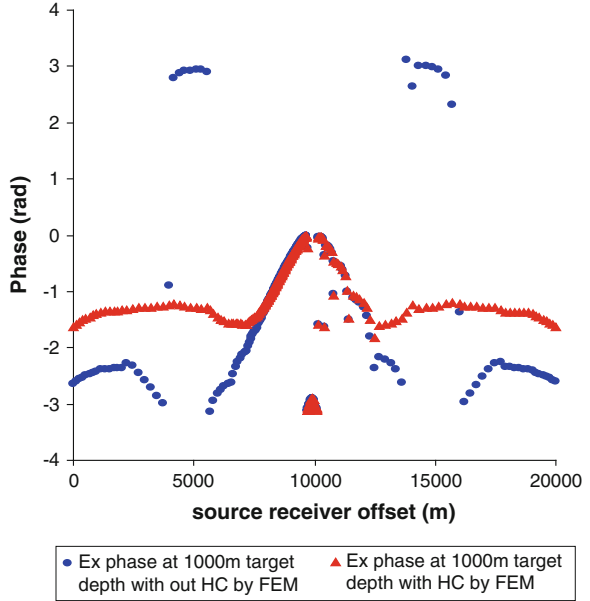 4
3
2
1
0
-1
-2
-3
-4
Phase (rad)
0 5000 10000 15000 20000
source receiver offset (m)
Ex phase at 1000m target
depth with out HC by FEM
Ex phase at 1000m target
depth with HC by FEM